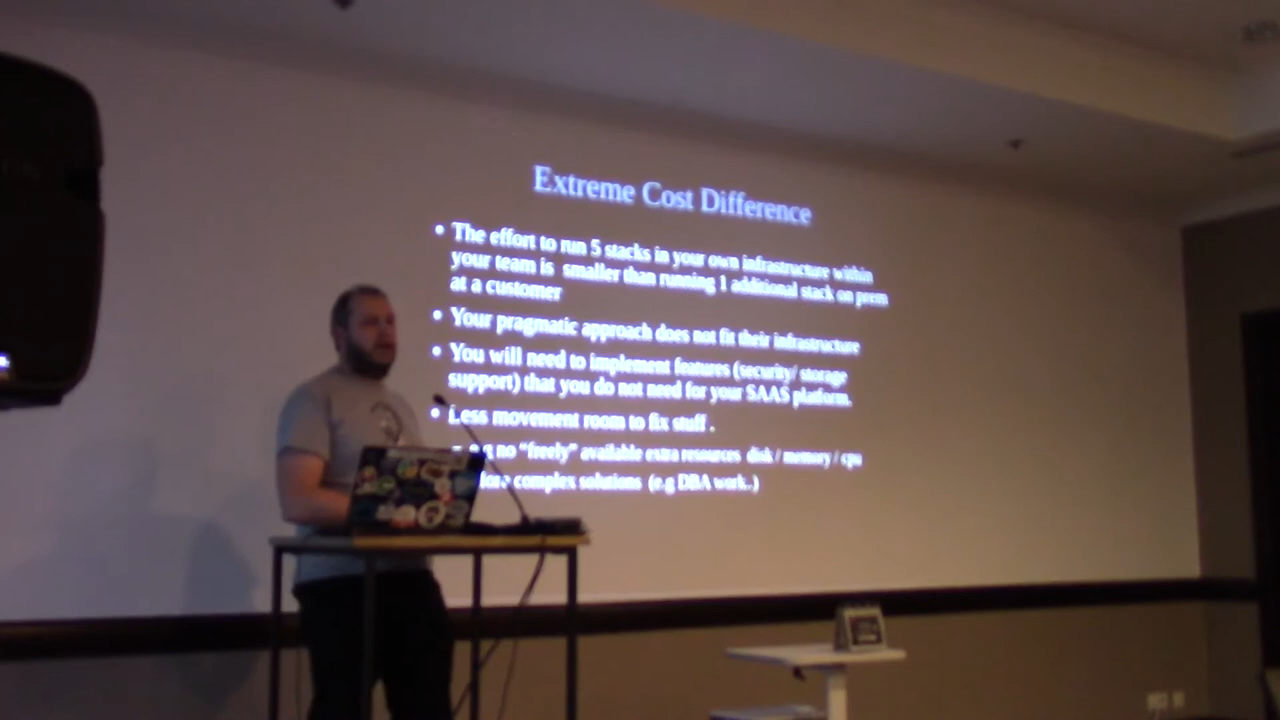 Extreme Cost Difference
• The effort to run 5 stacks in your own infrastructure within
your team is smaller than running 1 additional stack on prem
at a customer
• Your pragmatic approach does not fit their infrastructure
• You will need to implement features (security/ storage
support) that you do not need for your SAAS platform.
• Less movement room to fix stuff .
no “freely” available extra resources disk / memory / cpu
complex solutions (e.g DBA work..)